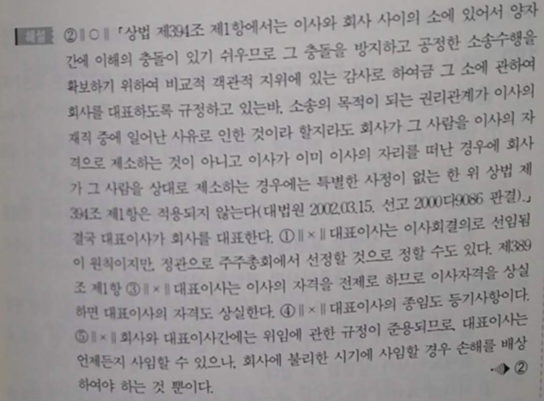 해설 ②‖○‖「상법 제394조 제1항에서는 이사와 회사 사이의 소에 있어서 양자
간에 이해의 충돌이 있기 쉬우므로 그 충돌을 방지하고 공정한 소송수행을
확보하기 위하여 비교적 객관적 지위에 있는 감사로 하여금 그 소에 관하여
회사를 대표하도록 규정하고 있는바, 소송의 목적이 되는 권리관계가 이사의
재직 중에 일어난 사유로 인한 것이라 할지라도 회사가 그 사람을 이사의 자
격으로 제소하는 것이 아니고 이사가 이미 이사의 자리를 떠난 경우에 회사
가 그 사람을 상대로 제소하는 경우에는 특별한 사정이 없는 한 위 상법 제
394조 제1항은 적용되지 않는다(대법원 2002.03.15. 선고 2000다9086 판결).」
결국 대표이사가 회사를 대표한다. ①‖×‖대표이사는 이사회결의로 선임됨
이 원칙이지만, 정관으로 주주총회에서 선정할 것으로 정할 수도 있다. 제389
조 제1항 ③‖×‖대표이사는 이사의 자격을 전제로 하므로 이사자격을 상실
하면 대표이사의 자격도 상실한다. ④‖×‖대표이사의 종임도 등기사항이다.
⑤‖×‖회사와 대표이사간에는 위임에 관한 규정이 준용되므로, 대표이사는
언제든지 사임할 수 있으나, 회사에 불리한 시기에 사임할 경우 손해를 배상
하여야 하는 것 뿐이다. ②